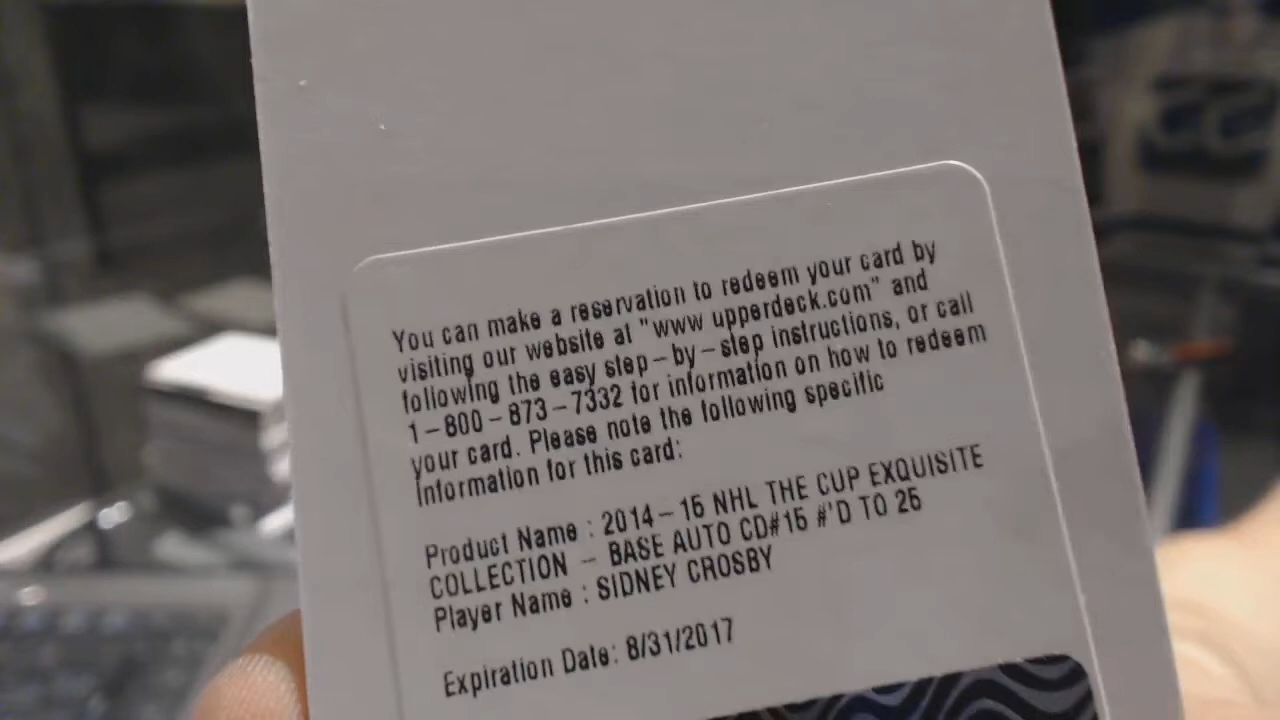 You can make a reservation to redeem your card by
visiting our website at "www upperdeck.com" and
following the easy step-by-step instructions, or call
1-800-873-7332 for information on how to redeem
your card. Please note the following specific
information for this card:
Product Name : 2014-15 NHL THE CUP EXQUISITE
COLLECTION - BASE AUTO CD#15 #'D TO 25
Player Name : SIDNEY CROSBY
Expiration Date: 8/31/2017